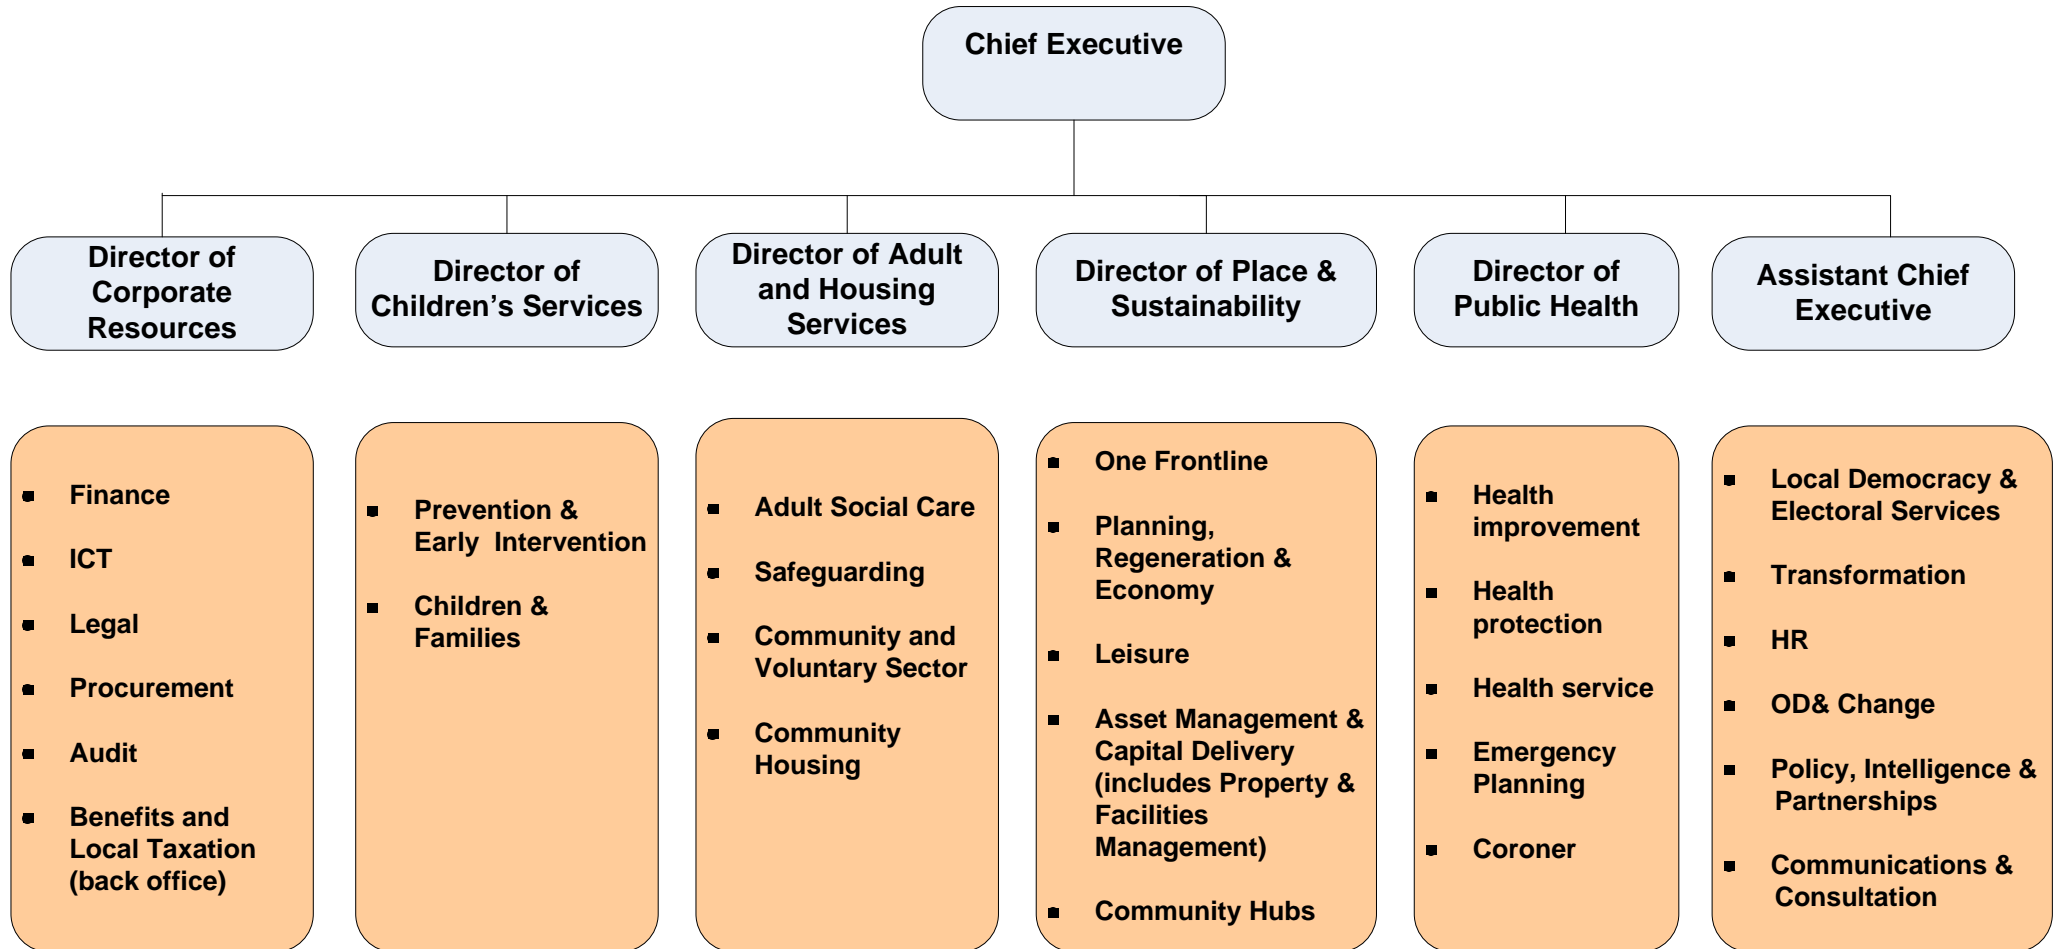 Chief Executive
Director of
Corporate
Resources
Director of
Children’s Services
Director of Adult
and Housing
Services
Director of Place &
Sustainability
Director of
Public Health
Assistant Chief
Executive
Finance
ICT
Legal
Procurement
Audit
Benefits and
Local Taxation
(back office)
Prevention &
Early Intervention
Children &
Families
Adult Social Care
Safeguarding
Community and
Voluntary Sector
Community
Housing
One Frontline
Planning,
Regeneration &
Economy
Leisure
Asset Management &
Capital Delivery
(includes Property &
Facilities
Management)
Community Hubs
Health
improvement
Health
protection
Health service
Emergency
Planning
Coroner
Local Democracy &
Electoral Services
Transformation
HR
OD& Change
Policy, Intelligence &
Partnerships
Communications &
Consultation